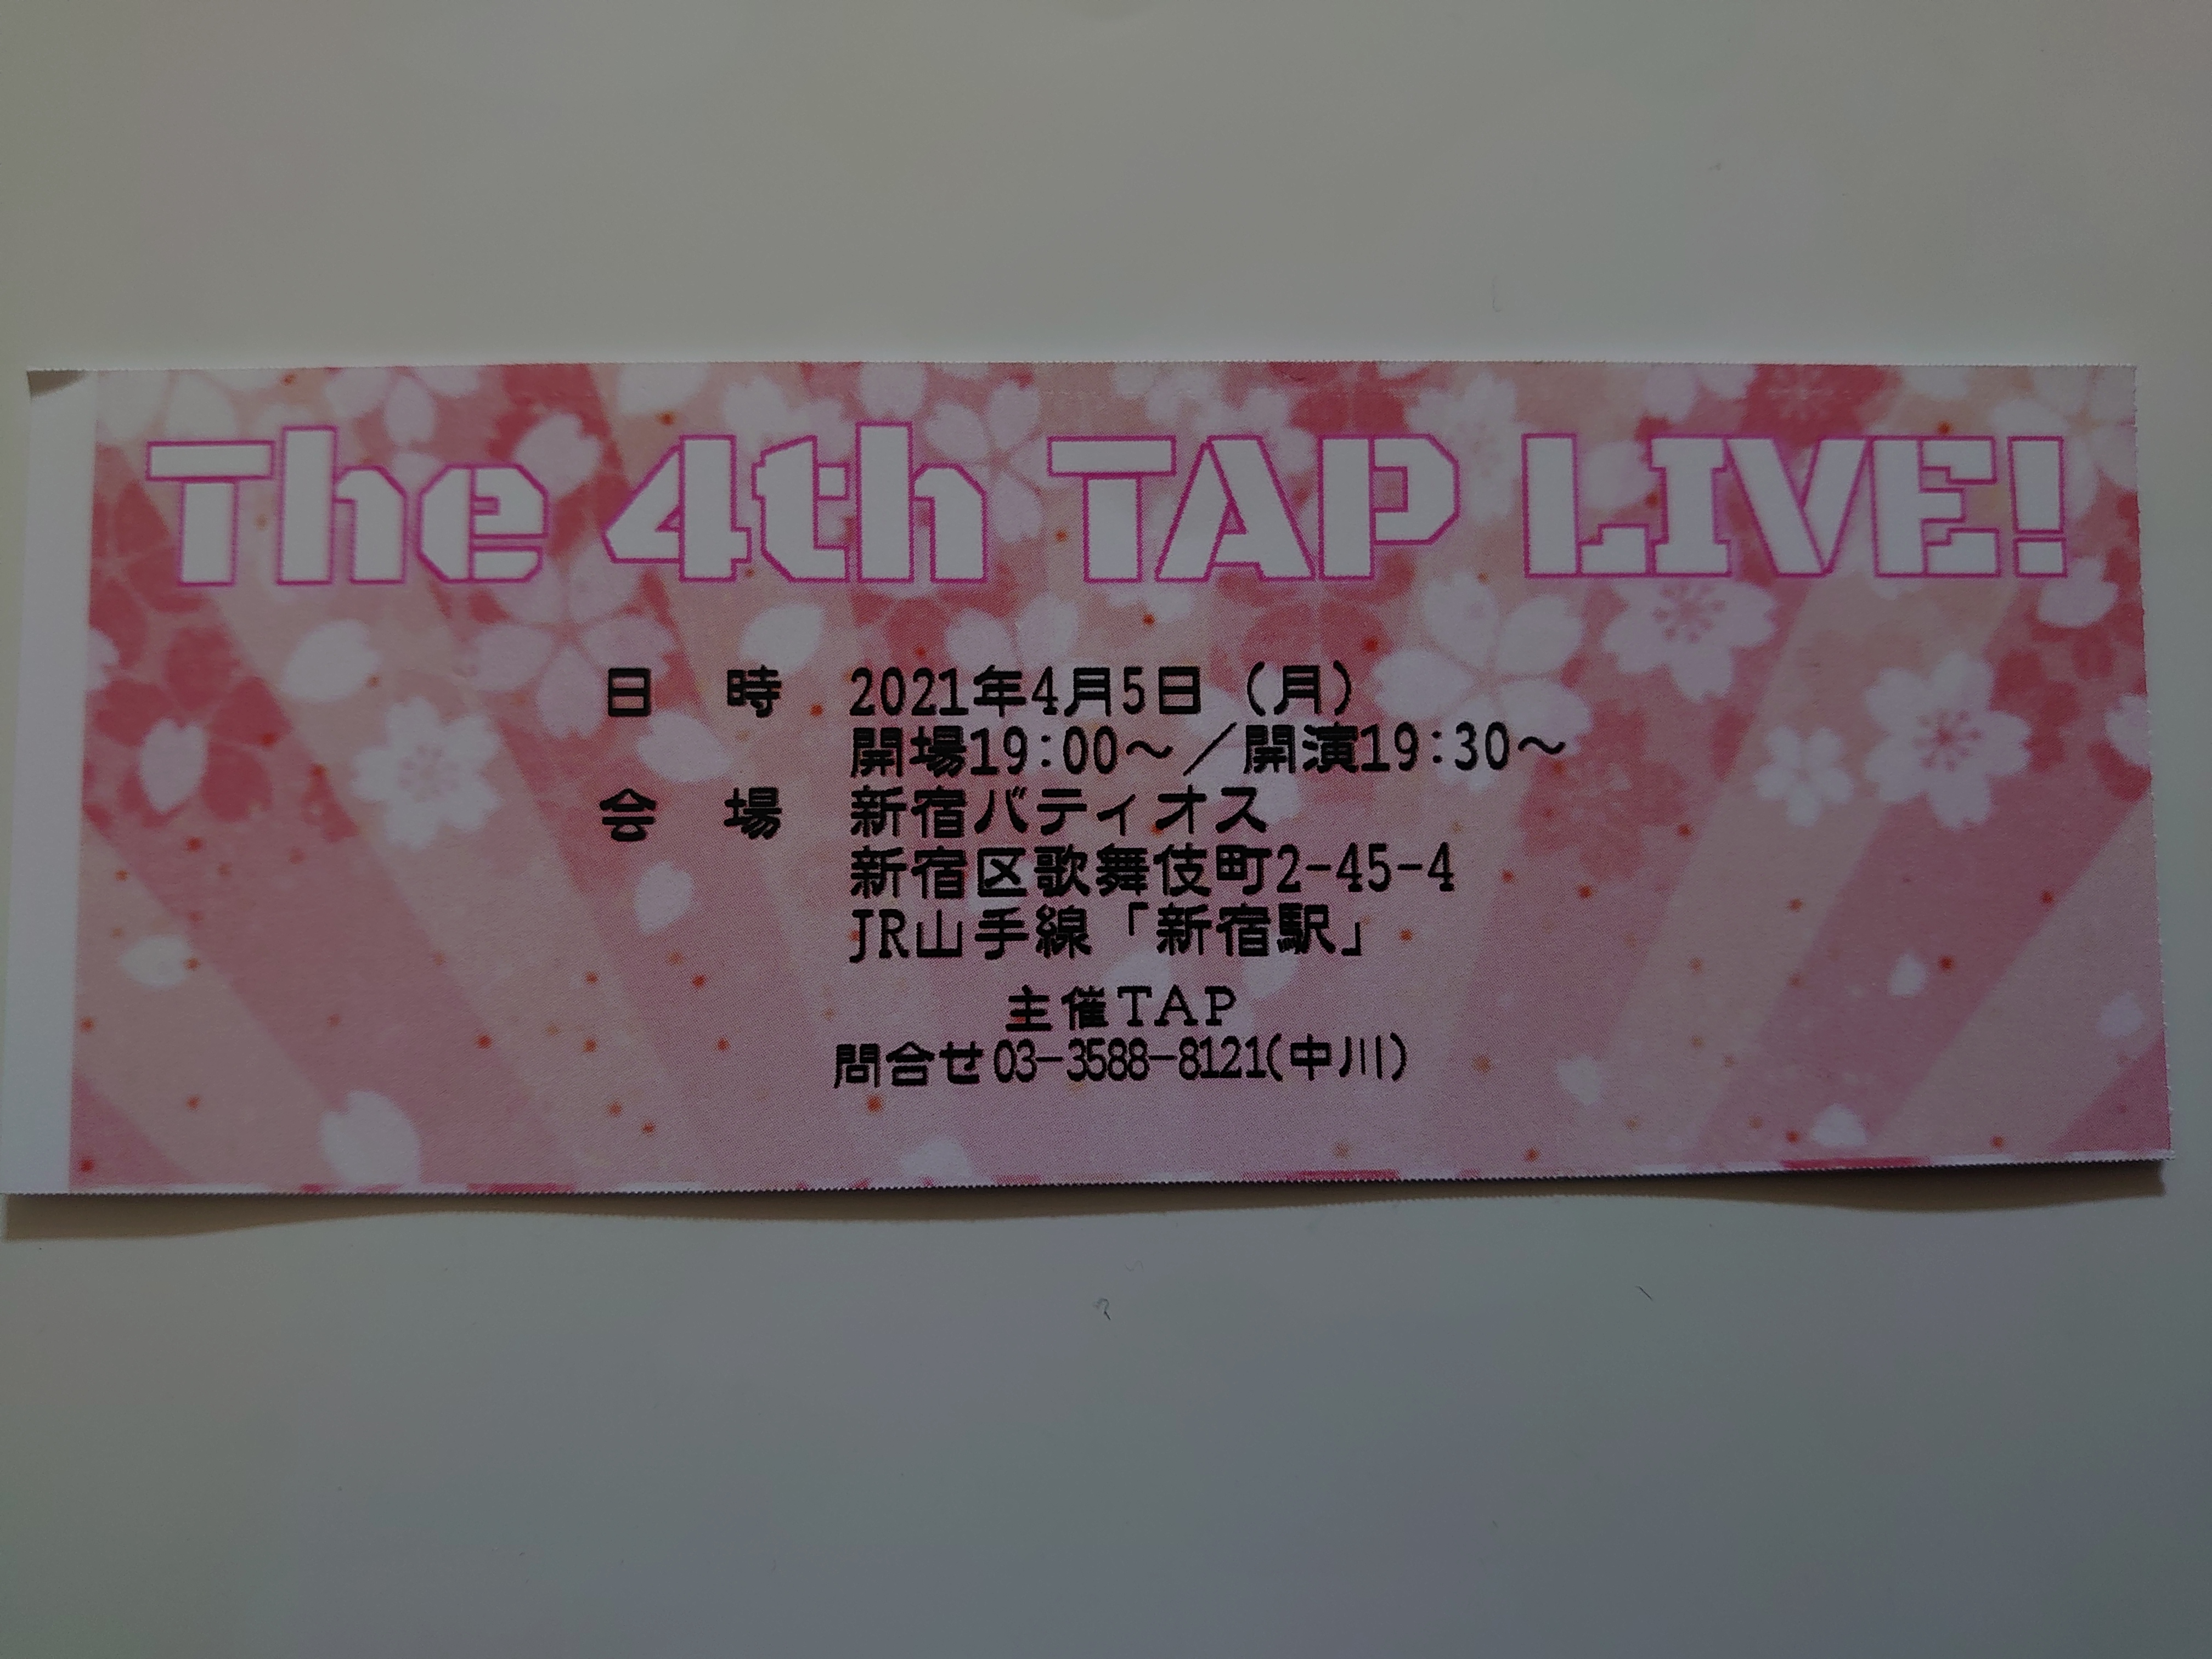 The 4th TAP LIVE!
日 時 2021年4月5日（月）
開場19:00～／開演19:30～
会 場 新宿バティオス
新宿区歌舞伎町2-45-4
JR山手線「新宿駅」
主催TAP
問合せ03-3588-8121(中川)